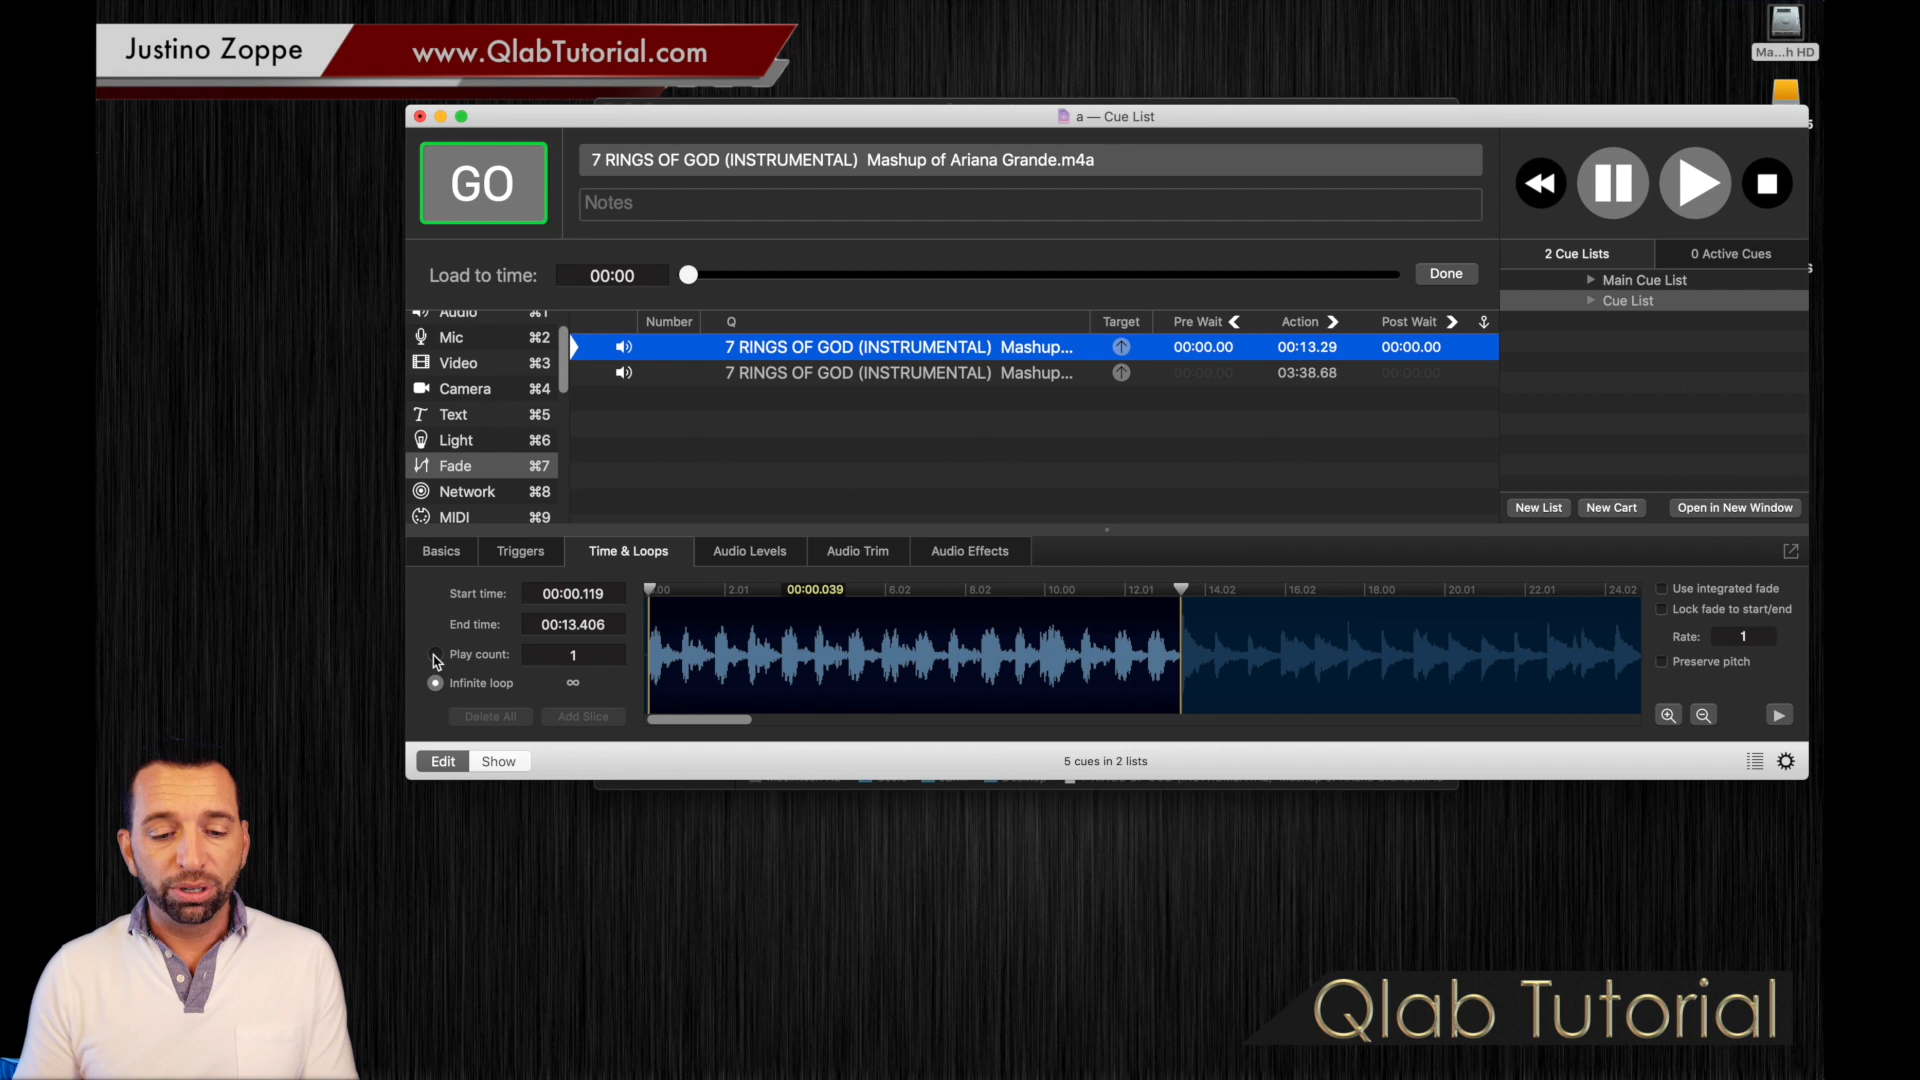 Justino Zoppe
www.QlabTutorial.com
Ma...h HD
a — Cue List
GO
7 RINGS OF GOD (INSTRUMENTAL) Mashup of Ariana Grande.m4a
Notes
2 Cue Lists
0 Active Cues
Load to time:
00:00
Done
Main Cue List
Cue List
Audio ⌘1
Mic ⌘2
Video ⌘3
Camera ⌘4
Text ⌘5
Light ⌘6
Fade ⌘7
Network ⌘8
MIDI ⌘9
Number Q Target Pre Wait Action Post Wait
7 RINGS OF GOD (INSTRUMENTAL) Mashup... 00:00.00 00:13.29 00:00.00
7 RINGS OF GOD (INSTRUMENTAL) Mashup... 00:00.00 03:38.68 00:00.00
New List
New Cart
Open in New Window
Basics
Triggers
Time & Loops
Audio Levels
Audio Trim
Audio Effects
Start time: 00:00.119
End time: 00:13.406
Play count: 1
Infinite loop ∞
Delete All
Add Slice
.00 2.01 00:00.039 6.02 8.02 10.00 12.01 14.02 16.02 18.00 20.01 22.01 24.02
Use integrated fade
Lock fade to start/end
Rate: 1
Preserve pitch
Edit
Show
5 cues in 2 lists
Qlab Tutorial